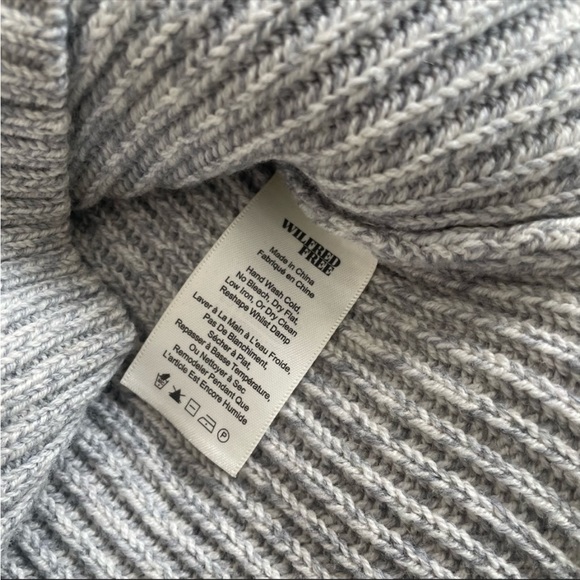 WILFRED
FREE
Made in China
Fabriqué en Chine
Hand Wash Cold,
No Bleach, Dry Flat,
Low Iron, Or Dry Clean
Reshape Whilst Damp
Laver à La Main à L'eau Froide,
Pas De Blanchiment,
Sécher à Plat,
Repasser à Basse Température,
Ou Nettoyer à Sec
Remodeler Pendant Que
L'article Est Encore Humide
P